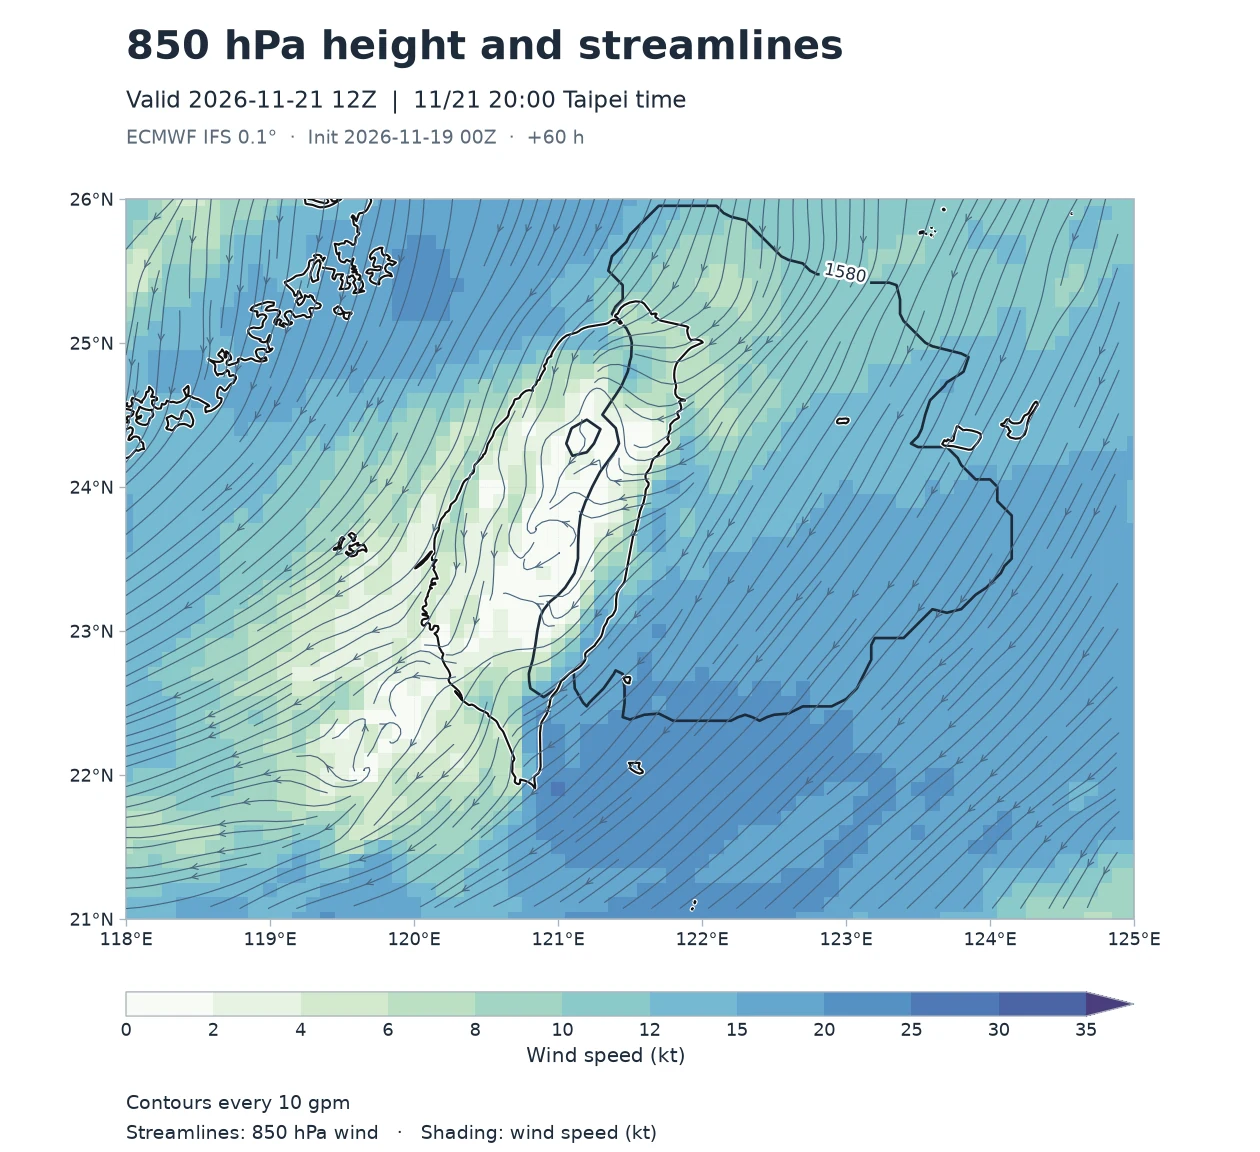 850 hPa height and streamlines
Valid 2026-11-21 12Z | 11/21 20:00 Taipei time
ECMWF IFS 0.1° · Init 2026-11-19 00Z · +60 h
26°N
25°N
24°N
23°N
22°N
21°N
1580
118°E 119°E 120°E 121°E 122°E 123°E 124°E 125°E
0 2 4 6 8 10 12 15 20 25 30 35
Wind speed (kt)
Contours every 10 gpm
Streamlines: 850 hPa wind · Shading: wind speed (kt)